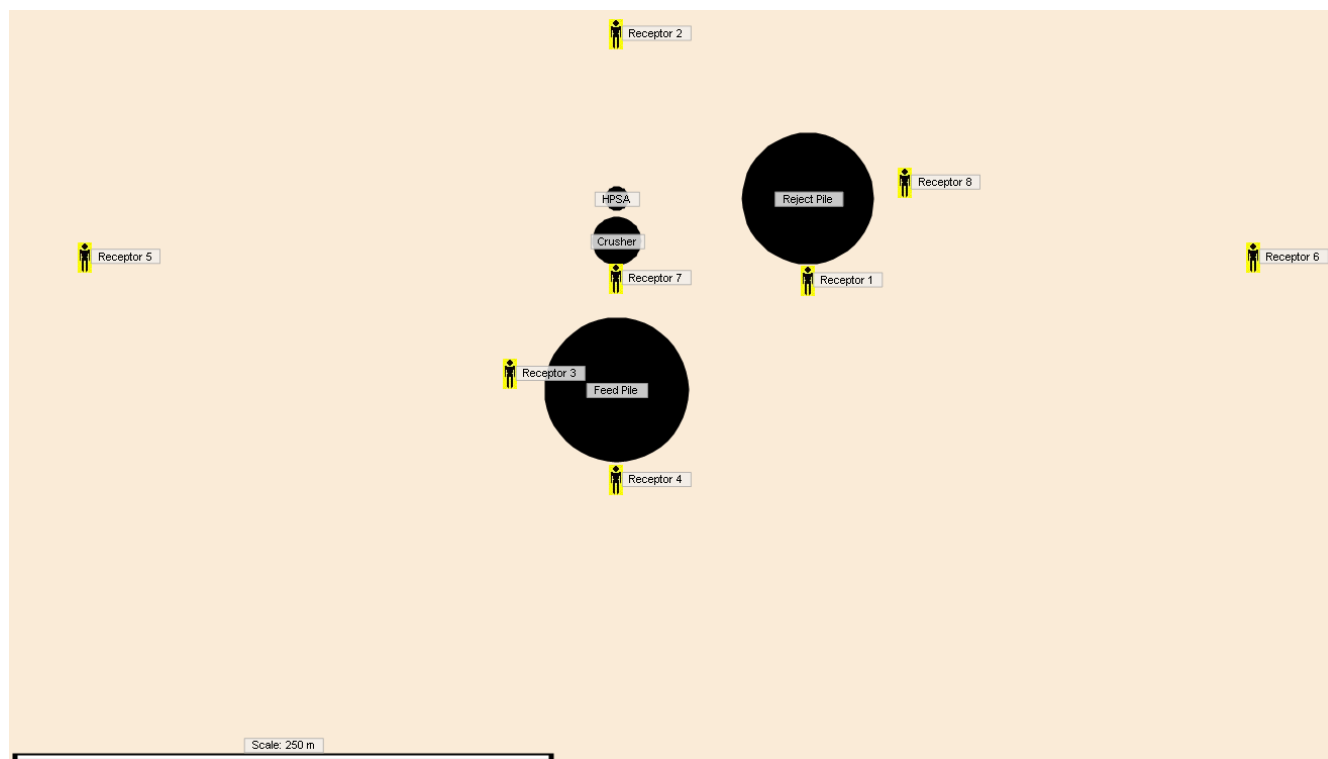 Receptor 2
Receptor 8
HPSA
Reject Pile
Crusher
Receptor 5
Receptor 6
Receptor 7
Receptor 1
Receptor 3
Feed Pile
Receptor 4
Scale: 250 m